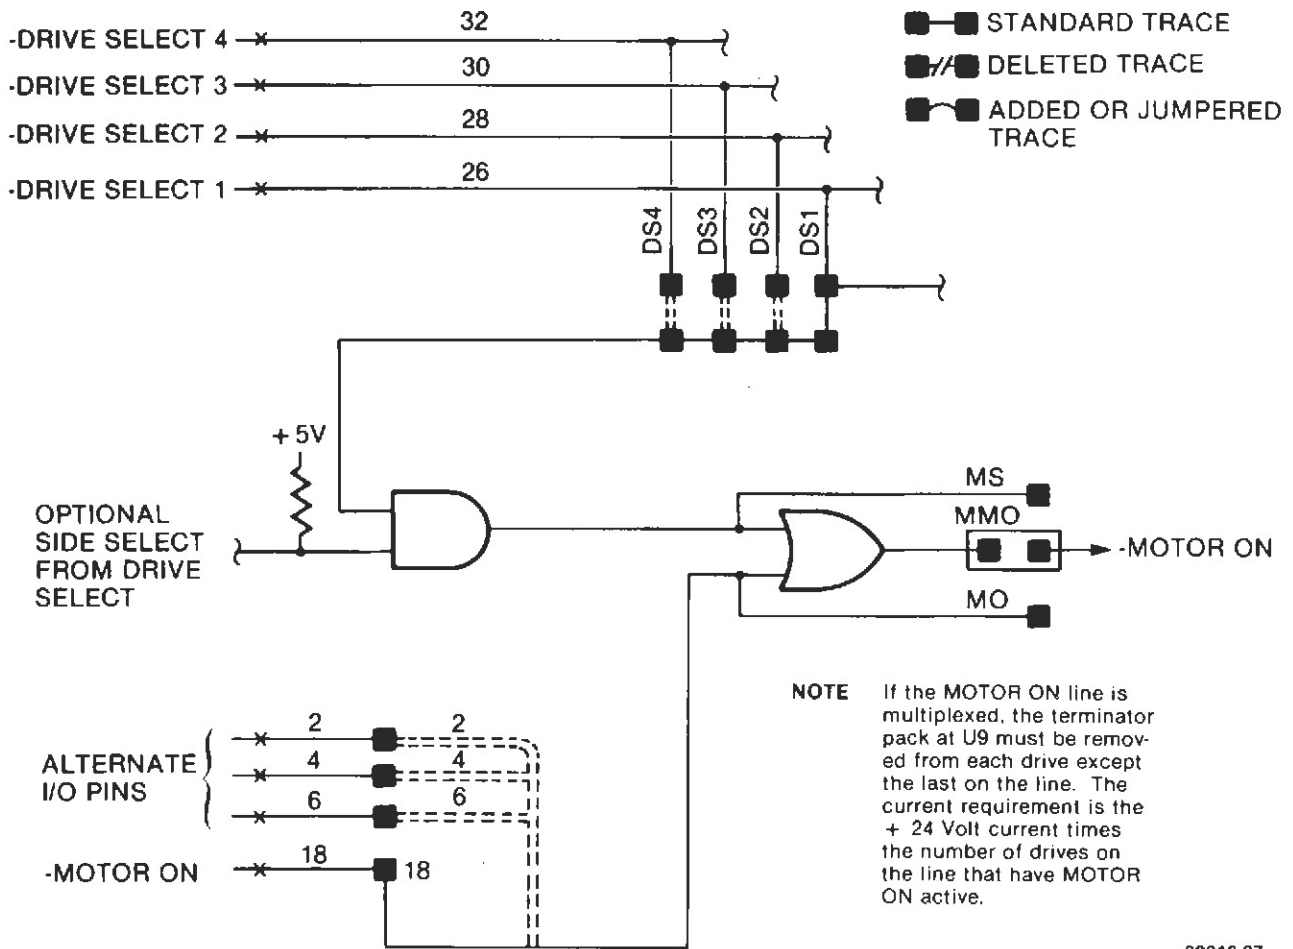 32
-DRIVE SELECT 4
30
-DRIVE SELECT 3
28
-DRIVE SELECT 2
26
-DRIVE SELECT 1
STANDARD TRACE
DELETED TRACE
ADDED OR JUMPERED
TRACE
DS4
DS3
DS2
DS1
+5V
OPTIONAL
SIDE SELECT
FROM DRIVE
SELECT
MS
MMO
-MOTOR ON
MO
ALTERNATE
I/O PINS
2
2
4
4
6
6
-MOTOR ON
18
18
NOTE
If the MOTOR ON line is
multiplexed, the terminator
pack at U9 must be remov-
ed from each drive except
the last on the line. The
current requirement is the
+ 24 Volt current times
the number of drives on
the line that have MOTOR
ON active.